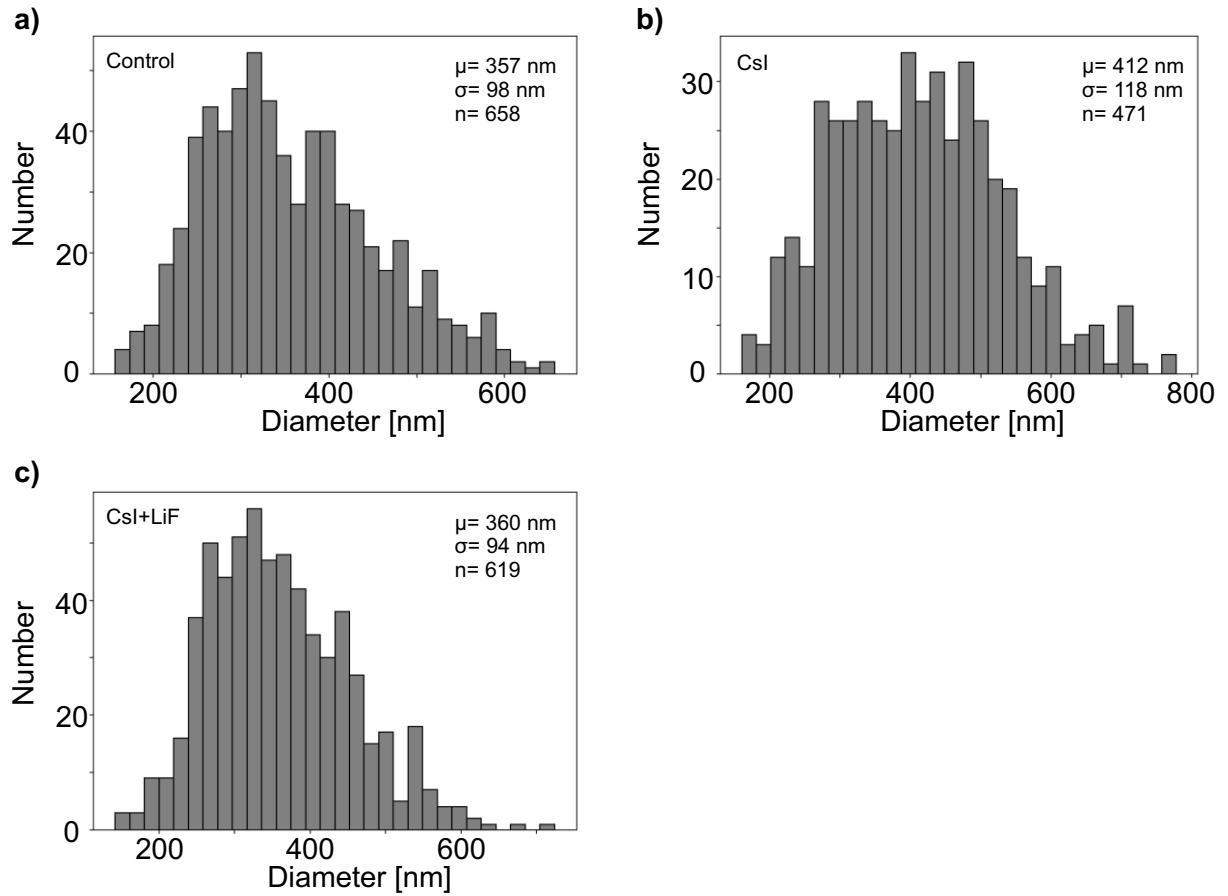 a)
Control
μ= 357 nm
σ= 98 nm
n= 658
Number
40
20
0
200
400
600
Diameter [nm]
b)
CsI
μ= 412 nm
σ= 118 nm
n= 471
Number
30
20
10
0
200
400
600
800
Diameter [nm]
c)
CsI+LiF
μ= 360 nm
σ= 94 nm
n= 619
Number
40
20
0
200
400
600
Diameter [nm]